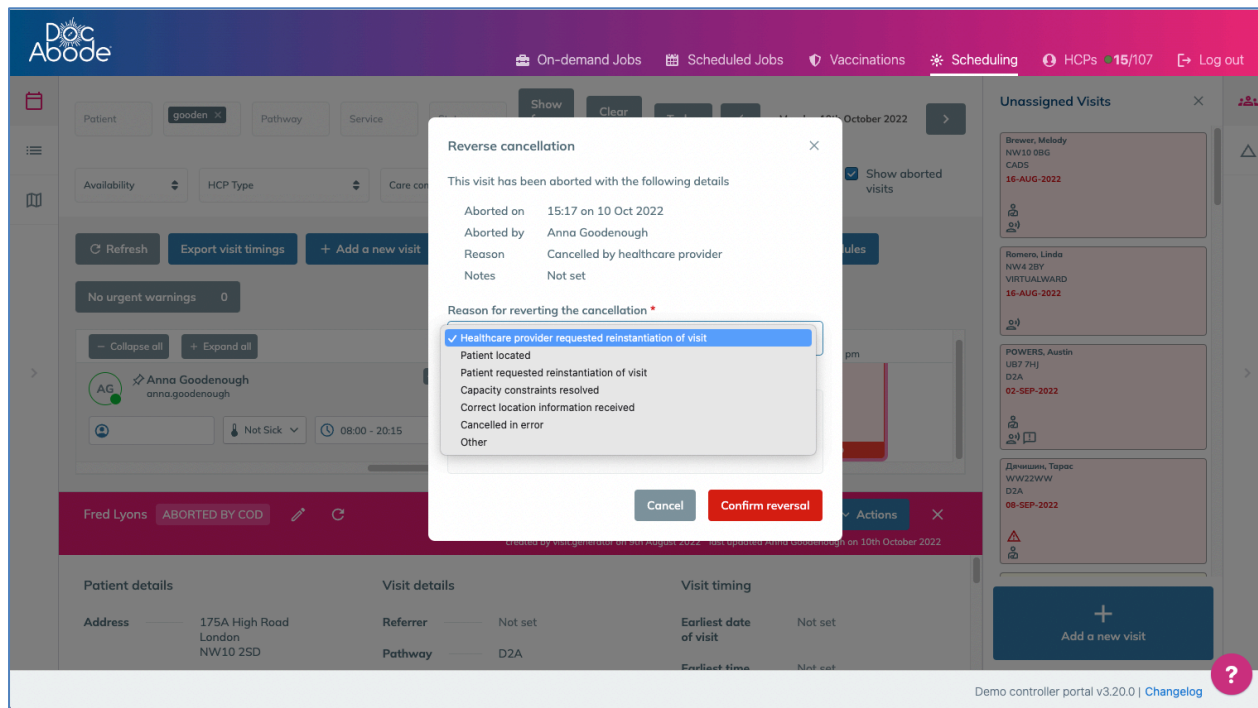 Doc
Abode
On-demand Jobs
Scheduled Jobs
Vaccinations
Scheduling
HCPs 15/107
Log out
Patient
gooden ×
Pathway
Service
Show
Clear
October 2022
Availability
HCP Type
Show aborted
visits
Refresh
Export visit timings
+ Add a new visit
No urgent warnings 0
− Collapse all
+ Expand all
pm
AG
Anna Goodenough
anna.goodenough
Not Sick
08:00 - 20:15
Reverse cancellation
This visit has been aborted with the following details
Aborted on 15:17 on 10 Oct 2022
Aborted by Anna Goodenough
Reason Cancelled by healthcare provider
Notes Not set
Reason for reverting the cancellation *
✓ Healthcare provider requested reinstantiation of visit
Patient located
Patient requested reinstantiation of visit
Capacity constraints resolved
Correct location information received
Cancelled in error
Other
Cancel
Confirm reversal
Fred Lyons ABORTED BY COD
Actions
created by visit.generator on 9th August 2022 last updated Anna Goodenough on 10th October 2022
Patient details
Address 175A High Road
London
NW10 2SD
Visit details
Referrer Not set
Pathway D2A
Visit timing
Earliest date
of visit
Not set
Earliest time Not set
Unassigned Visits
Brewer, Melody
NW10 0BG
CADS
16-AUG-2022
Romero, Linda
NW4 2BY
VIRTUALWARD
16-AUG-2022
POWERS, Austin
UB7 7HJ
D2A
02-SEP-2022
Дячишин, Тарас
WW22WW
D2A
08-SEP-2022
+
Add a new visit
?
Demo controller portal v3.20.0 | Changelog